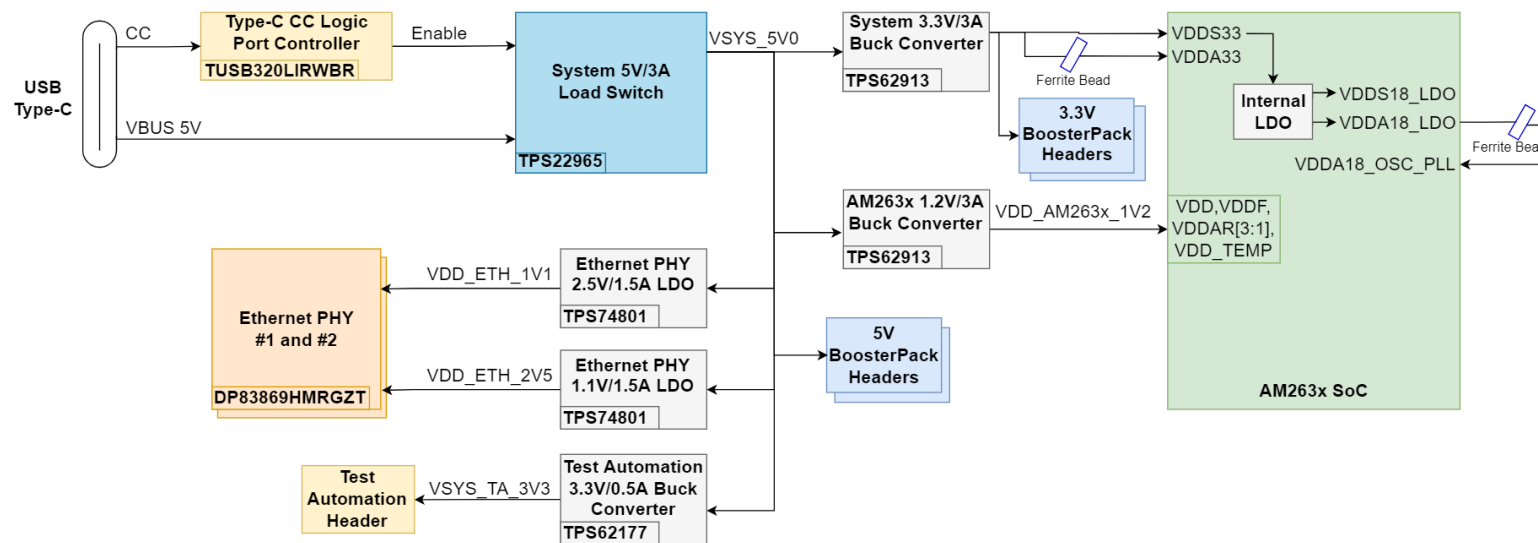 USB
Type-C
CC
Type-C CC Logic
Port Controller
TUSB320LIRWBR
Enable
VBUS 5V
System 5V/3A
Load Switch
TPS22965
VSYS_5V0
System 3.3V/3A
Buck Converter
TPS62913
Ferrite Bead
3.3V
BoosterPack
Headers
AM263x 1.2V/3A
Buck Converter
TPS62913
VDD_AM263x_1V2
VDDS33
VDDA33
Internal
LDO
VDDS18_LDO
VDDA18_LDO
VDDA18_OSC_PLL
Ferrite Bead
VDD,VDDF,
VDDAR[3:1],
VDD_TEMP
AM263x SoC
Ethernet PHY
#1 and #2
DP83869HMRGZT
VDD_ETH_1V1
Ethernet PHY
2.5V/1.5A LDO
TPS74801
VDD_ETH_2V5
Ethernet PHY
1.1V/1.5A LDO
TPS74801
5V
BoosterPack
Headers
Test
Automation
Header
VSYS_TA_3V3
Test Automation
3.3V/0.5A Buck
Converter
TPS62177